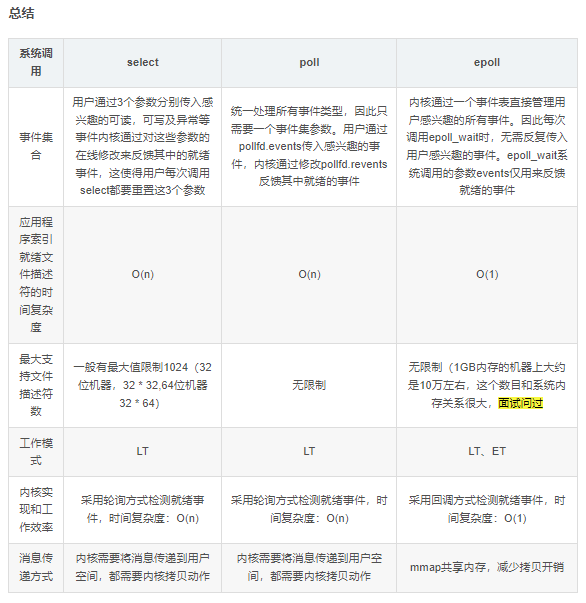 总结
系统调
用
select
poll
epoll
事件集
合
用户通过3个参数分别传入感
兴趣的可读，可写及异常等
事件内核通过对这些参数的
在线修改来反馈其中的就绪
事件，这使得用户每次调用
select都要重置这3个参数
统一处理所有事件类型，因此只
需要一个事件集参数。用户通过
pollfd.events传入感兴趣的事
件，内核通过修改pollfd.revents
反馈其中就绪的事件
内核通过一个事件表直接管理用
户感兴趣的所有事件。因此每次
调用epoll_wait时，无需反复传入
用户感兴趣的事件。epoll_wait系
统调用的参数events仅用来反馈
就绪的事件
应用程
序索引
就绪文
件描述
符的时
间复杂
度
O(n)
O(n)
O(1)
最大支
持文件
描述符
数
一般有最大值限制1024（32
位机器，32 * 32,64位机器
32 * 64）
无限制
无限制（1GB内存的机器上大约
是10万左右，这个数目和系统内
存关系很大，面试问过
工作模
式
LT
LT
LT、ET
内核实
现和工
作效率
采用轮询方式检测就绪事
件，时间复杂度：O(n)
采用轮询方式检测就绪事件，时
间复杂度：O(n)
采用回调方式检测就绪事件，时
间复杂度：O(1)
消息传
递方式
内核需要将消息传递到用户
空间，都需要内核拷贝动作
内核需要将消息传递到用户空
间，都需要内核拷贝动作
mmap共享内存，减少拷贝开销